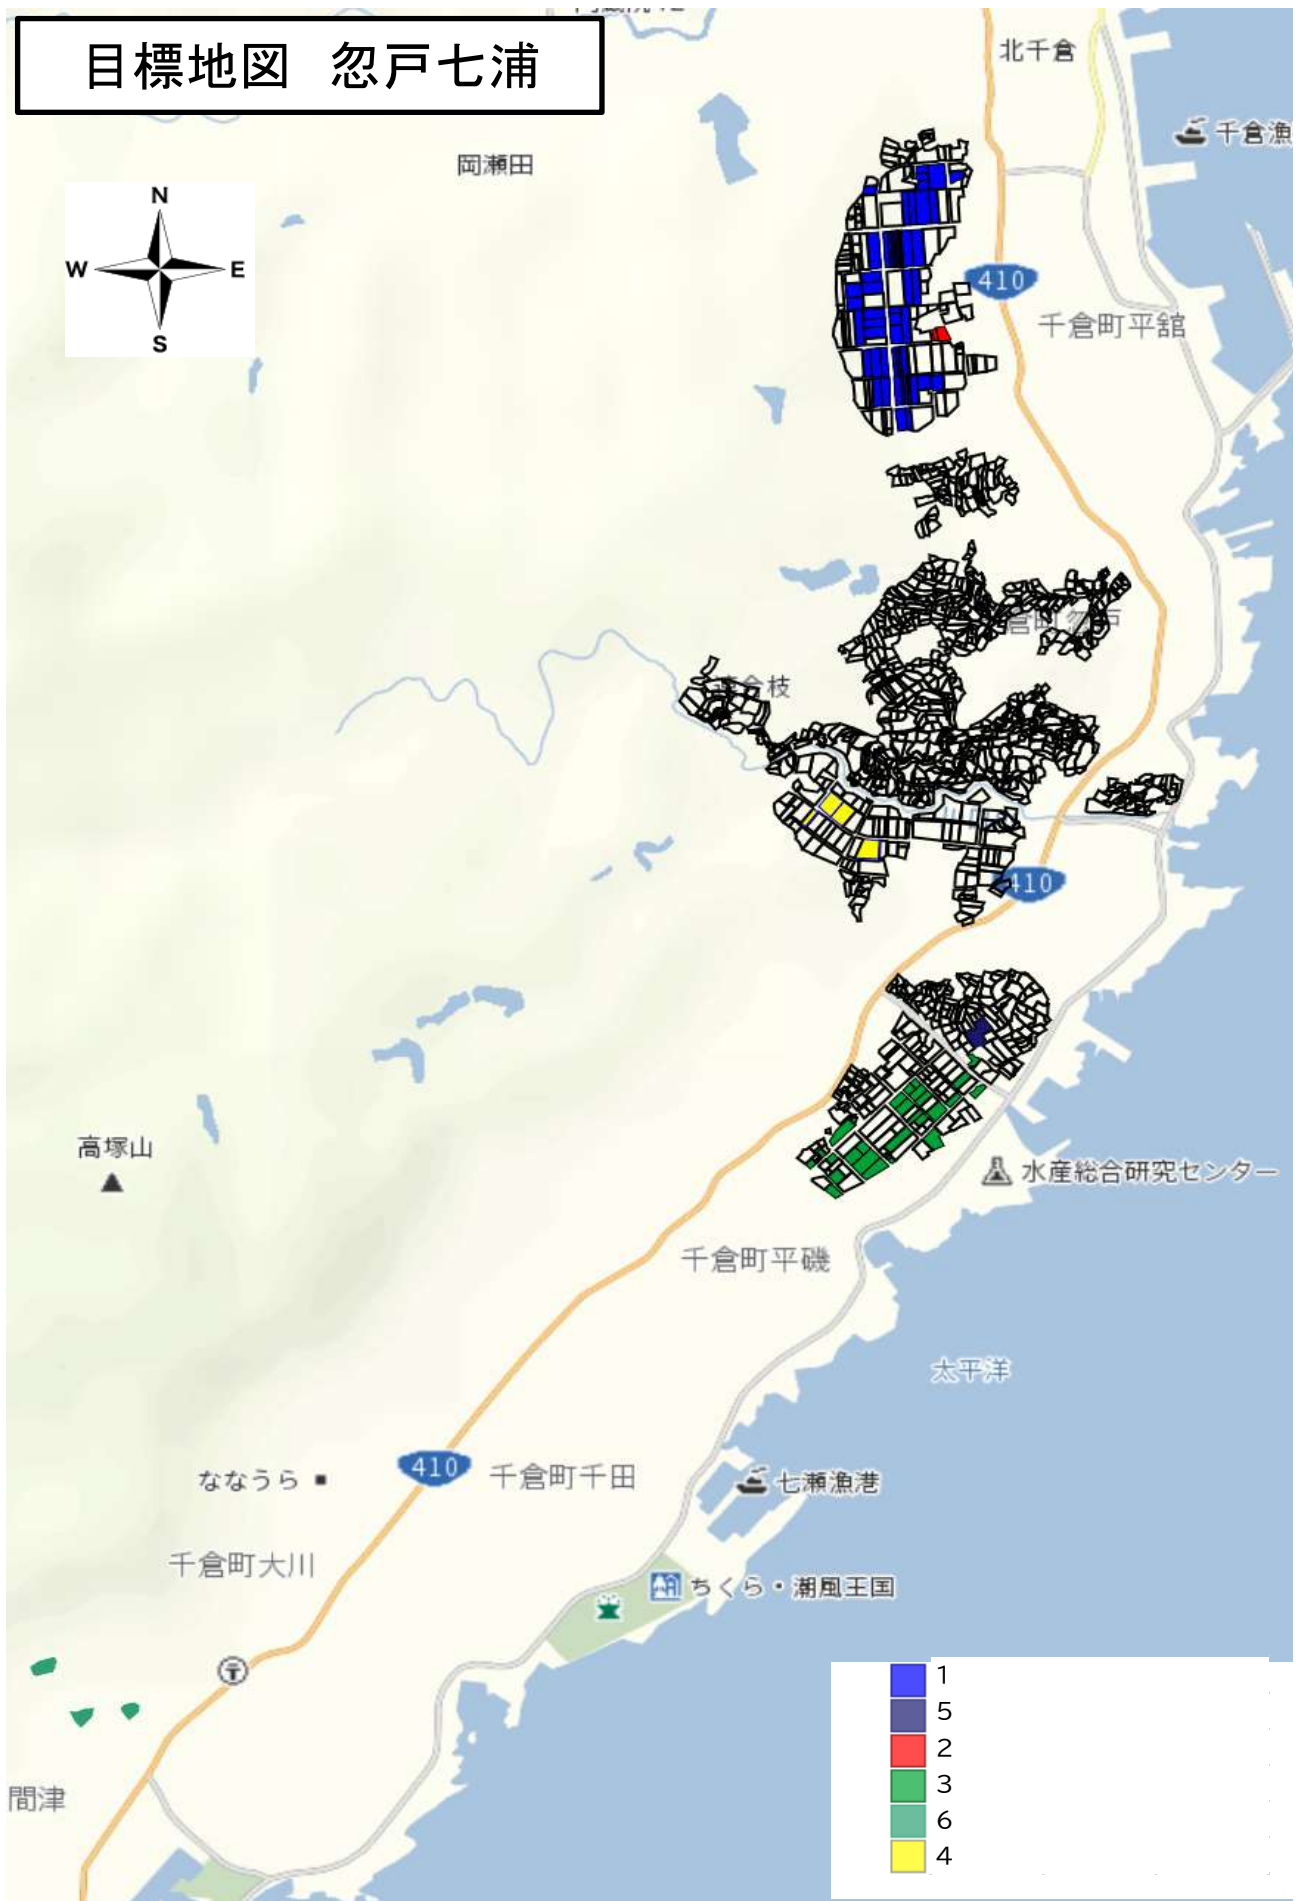 目標地図　忽戸七浦
北千倉
千倉漁
岡瀬田
N
W
E
S
410
千倉町平舘
倉町忽戸
410
高塚山
水産総合研究センター
千倉町平磯
太平洋
410
ななうら
千倉町千田
七瀬漁港
千倉町大川
ちくら・潮風王国
間津
1
5
2
3
6
4